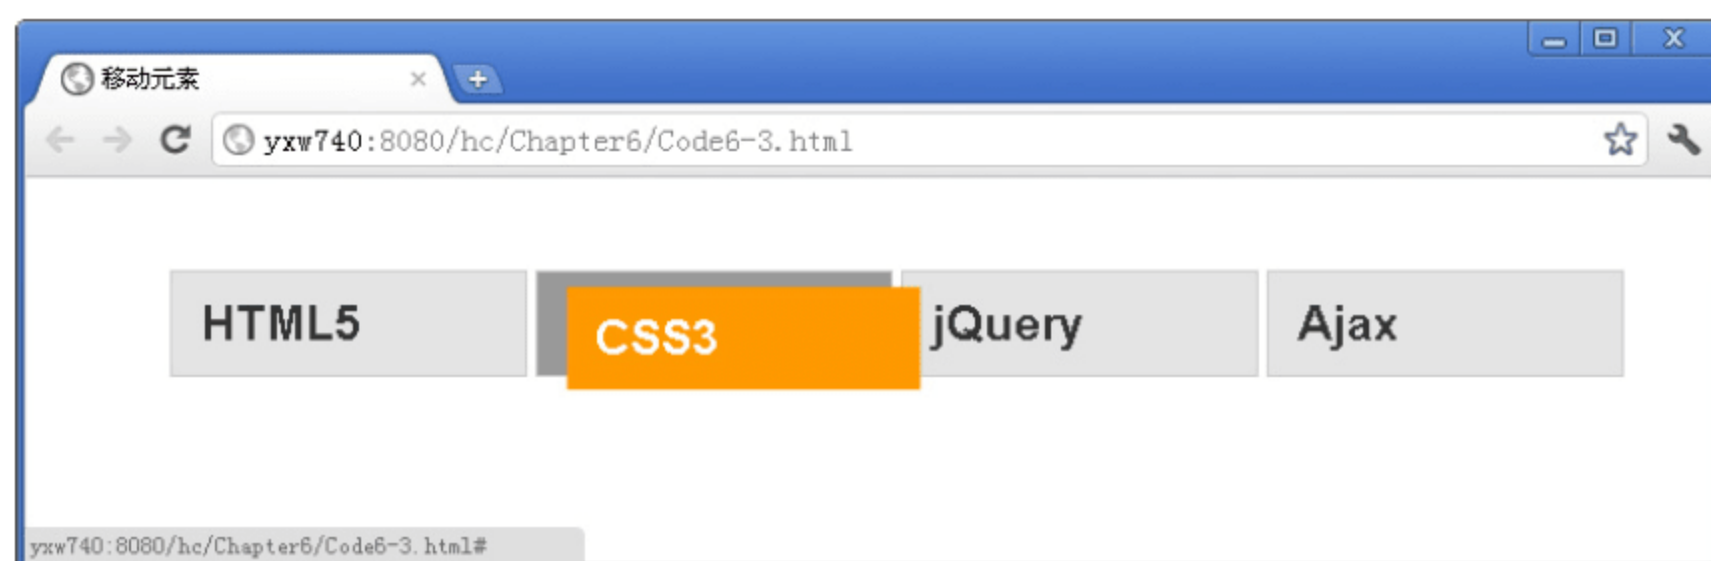 移动元素
yxw740:8080/hc/Chapter6/Code6-3.html
HTML5
CSS3
jQuery
Ajax
yxw740:8080/hc/Chapter6/Code6-3.html#